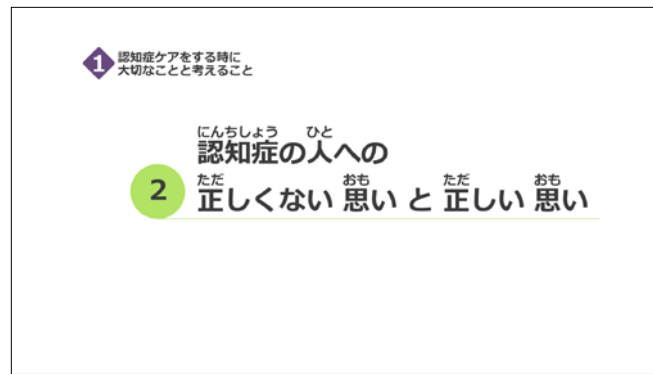 1
認知症ケアをする時に
大切なことと考えること
にんちしょう ひと
認知症の人への
2
ただ おも ただ おも
正しくない 思い と 正しい 思い